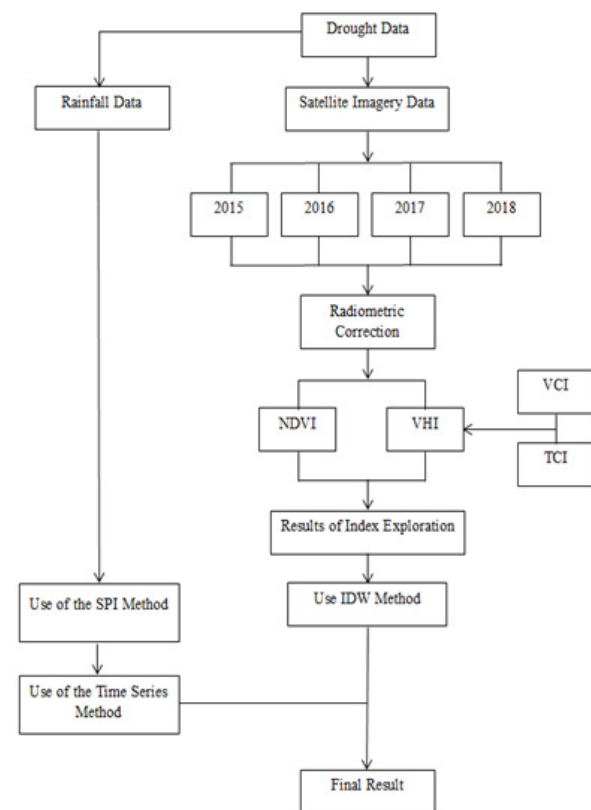 Drought Data
Rainfall Data
Satellite Imagery Data
2015
2016
2017
2018
Radiometric
Correction
NDVI
VHI
VCI
TCI
Results of Index Exploration
Use of the SPI Method
Use IDW Method
Use of the Time Series
Method
Final Result